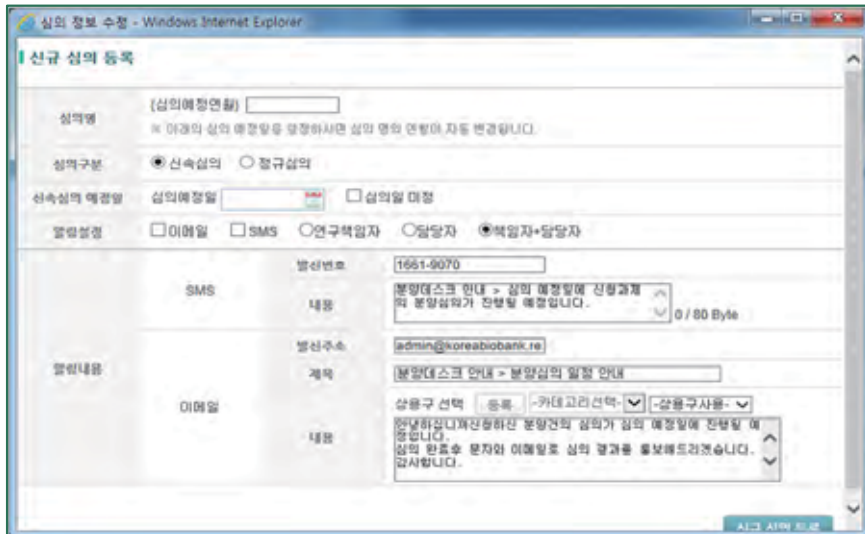 심의 정보 수정 - Windows Internet Explorer
신규 심의 등록
심의명
(심의예정연월)
※ 아래의 심의 예정일을 설정하시면 심의 명의 연월이 자동 변경됩니다.
심의구분
신속심의 정규심의
신속심의 예정일
심의예정일 심의일 미정
알림설정
이메일 SMS 연구책임자 담당자 책임자+담당자
알림내용
SMS
발신번호
1661-9070
내용
분양데스크 안내 > 심의 예정일에 신청과제
의 분양심의가 진행될 예정입니다.
0 / 80 Byte
이메일
발신주소
admin@koreabiobank.re
제목
분양데스크 안내 > 분양심의 일정 안내
내용
상용구 선택 등록 -카테고리선택- -상용구사용-
안녕하십니까신청하신 분양건의 심의가 심의 예정일에 진행될 예
정입니다.
심의 완료후 문자와 이메일로 심의 결과를 통보해드리겠습니다.
감사합니다.